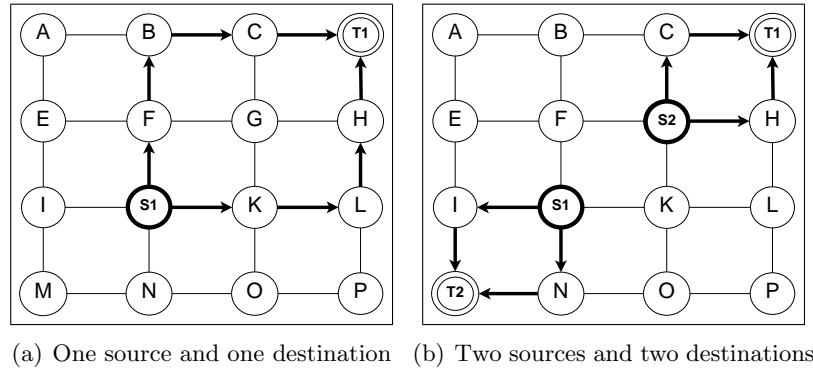 A B C T1 A B C T1
E F G H E F S2 H
I S1 K L I S1 K L
M N O P T2 N O P
(a) One source and one destination (b) Two sources and two destinations